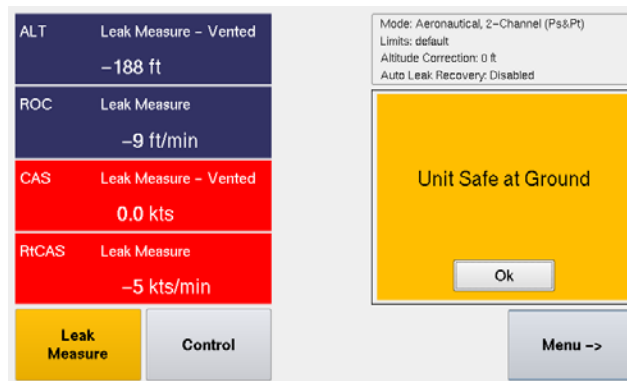 ALT Leak Measure – Vented
–188 ft
ROC Leak Measure
–9 ft/min
CAS Leak Measure – Vented
0.0 kts
RtCAS Leak Measure
–5 kts/min
Leak
Measure
Control
Mode: Aeronautical, 2–Channel (Ps&Pt)
Limits: default
Altitude Correction: 0 ft
Auto Leak Recovery: Disabled
Unit Safe at Ground
Ok
Menu –>